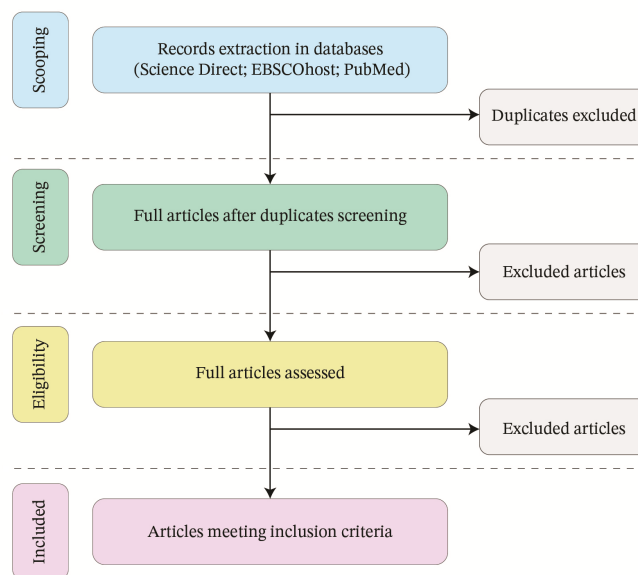 Scooping
Records extraction in databases
(Science Direct; EBSCOhost; PubMed)
Duplicates excluded
Screening
Full articles after duplicates screening
Excluded articles
Eligibility
Full articles assessed
Excluded articles
Included
Articles meeting inclusion criteria